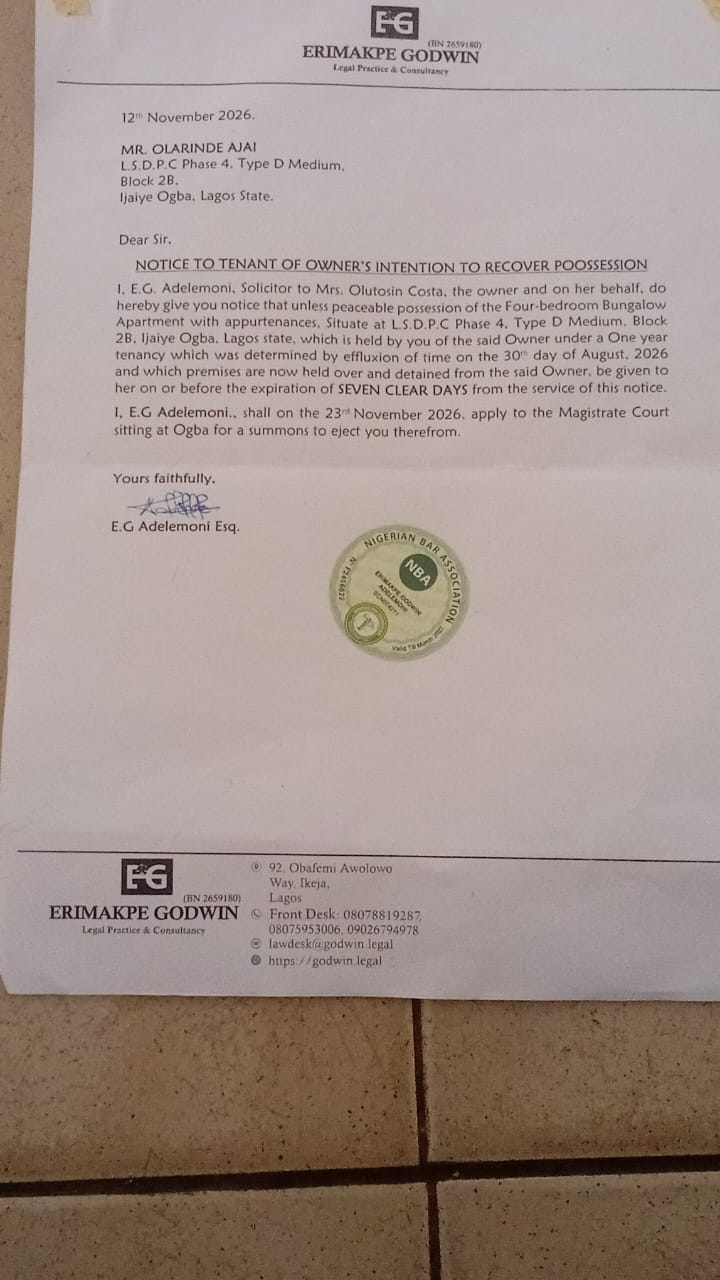 EG
(BN 2659180)
ERIMAKPE GODWIN
Legal Practice & Consultancy
12th November 2026.
MR. OLARINDE AJAI
L.S.D.P.C Phase 4, Type D Medium,
Block 2B,
Ijaiye Ogba, Lagos State.
Dear Sir,
NOTICE TO TENANT OF OWNER'S INTENTION TO RECOVER POOSSESSION
I, E.G. Adelemoni, Solicitor to Mrs. Olutosin Costa, the owner and on her behalf, do
hereby give you notice that unless peaceable possession of the Four-bedroom Bungalow
Apartment with appurtenances, Situate at L.S.D.P.C Phase 4, Type D Medium, Block
2B, Ijaiye Ogba, Lagos state, which is held by you of the said Owner under a One year
tenancy which was determined by effluxion of time on the 30th day of August, 2026
and which premises are now held over and detained from the said Owner, be given to
her on or before the expiration of SEVEN CLEAR DAYS from the service of this notice.
I, E.G Adelemoni., shall on the 23rd November 2026, apply to the Magistrate Court
sitting at Ogba for a summons to eject you therefrom.
Yours faithfully,
E.G Adelemoni Esq.
NIGERIAN BAR ASSOCIATION
NBA
ERIMAKPE GODWIN
ADELEMONI
Valid Till March 2027
EG
(BN 2659180)
ERIMAKPE GODWIN
Legal Practice & Consultancy
92, Obafemi Awolowo
Way, Ikeja,
Lagos
Front Desk: 08078819287,
08075953006, 09026794978
lawdesk@godwin.legal
https://godwin.legal